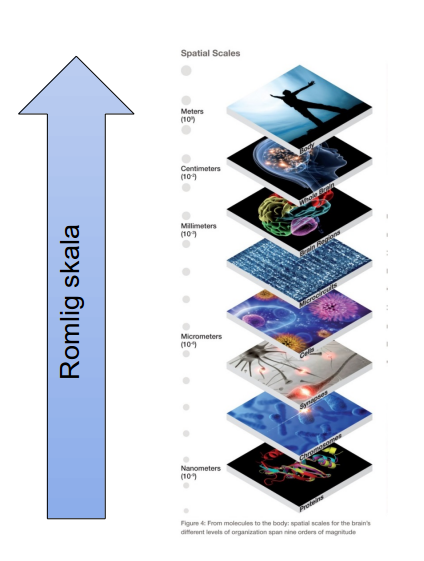 Spatial Scales
Romlig skala
Meters
(10⁰)
Body
Centimeters
(10⁻²)
Whole Brain
Millimeters
(10⁻³)
Brain Regions
Microcircuits
Micrometers
(10⁻⁶)
Cells
Synapses
Chromosomes
Nanometers
(10⁻⁹)
Proteins
Figure 4: From molecules to the body: spatial scales for the brain's
different levels of organization span nine orders of magnitude